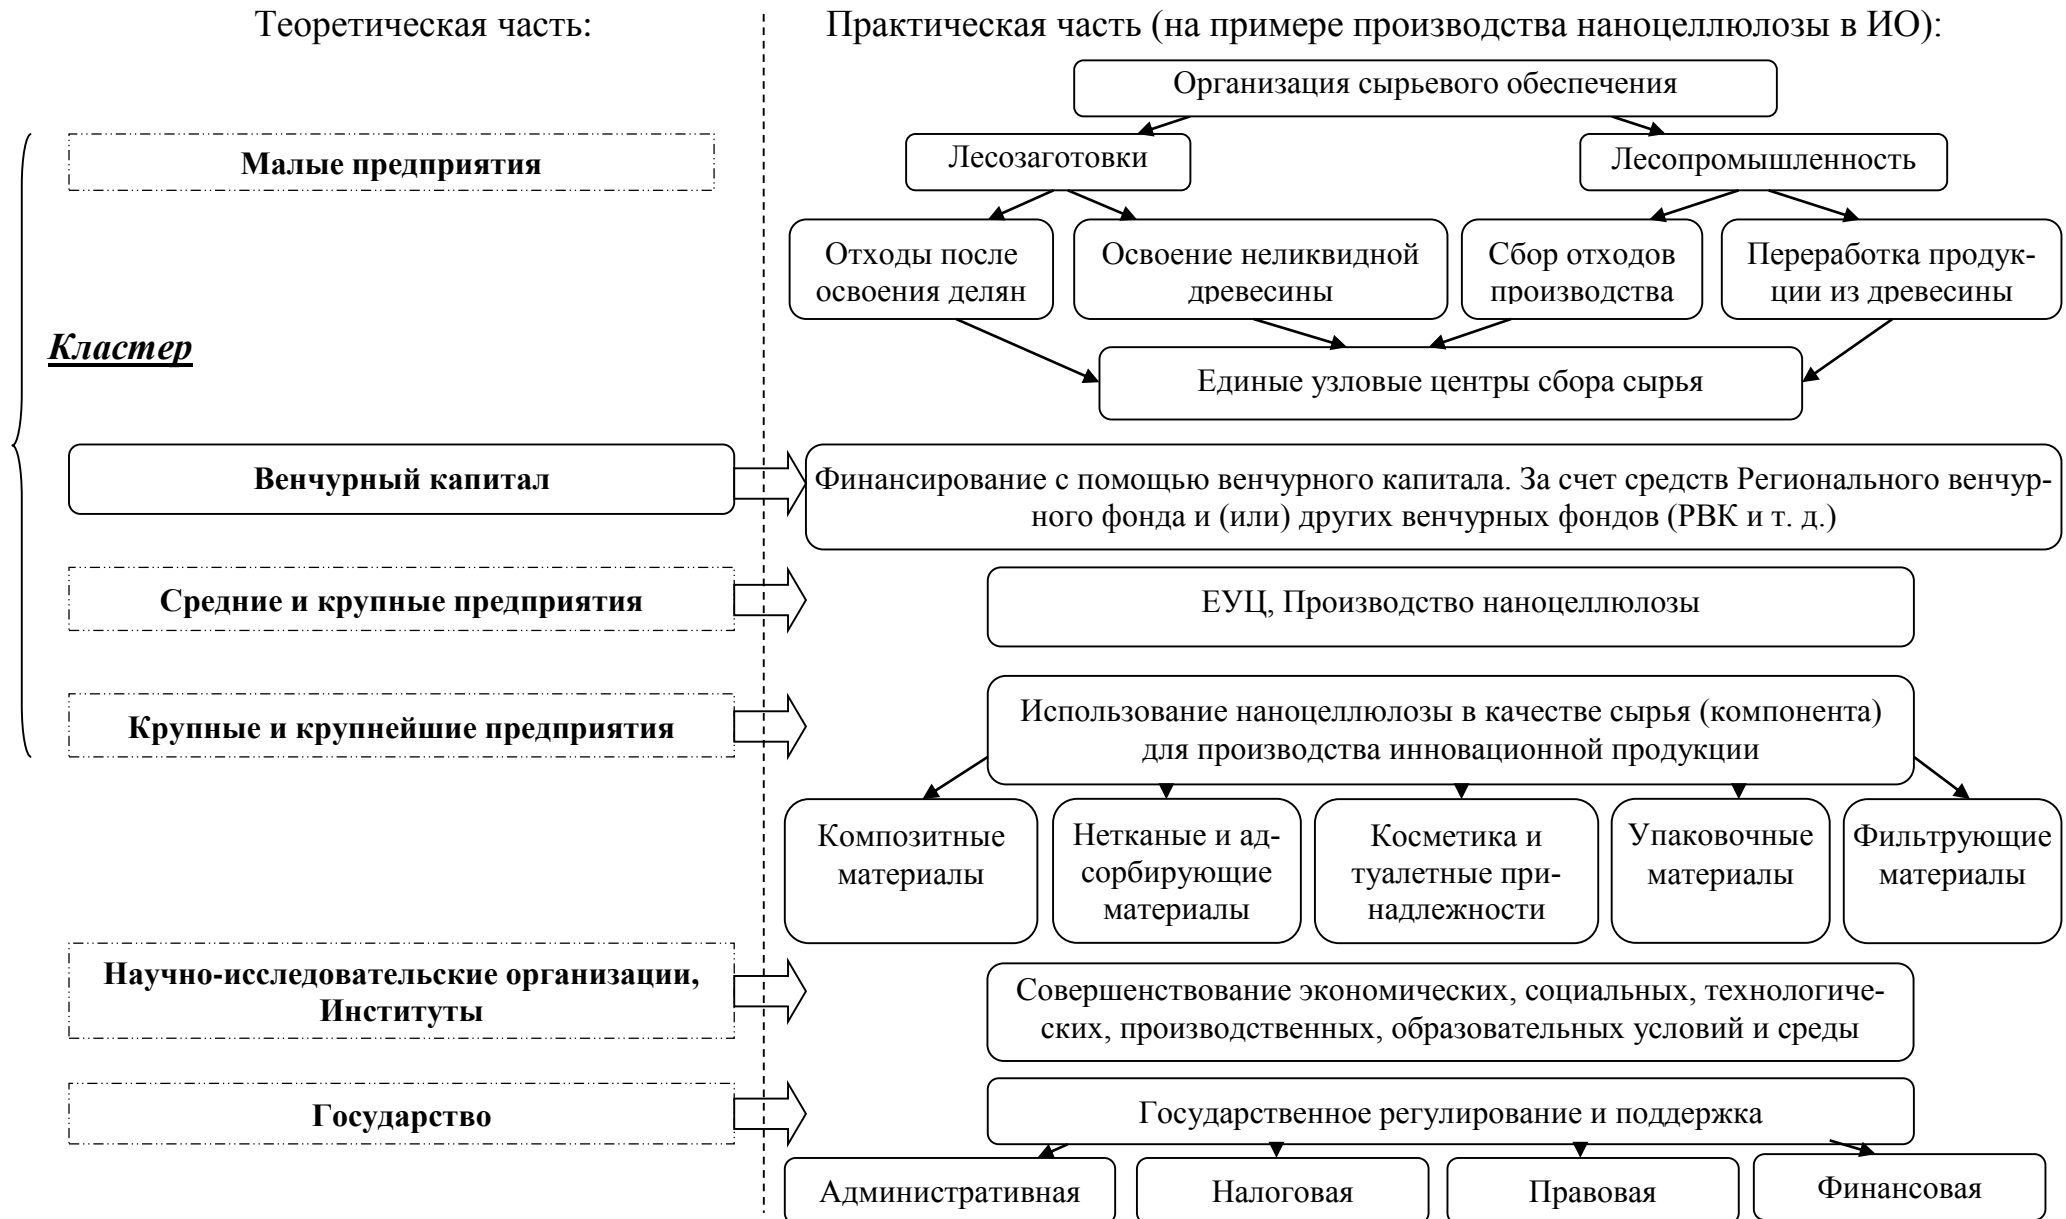 Теоретическая часть:
Практическая часть (на примере производства наноцеллюлозы в ИО):
Организация сырьевого обеспечения
Малые предприятия
Лесозаготовки
Лесопромышленность
Отходы после
освоения делян
Освоение неликвидной
древесины
Сбор отходов
производства
Переработка продук-
ции из древесины
Кластер
Единые узловые центры сбора сырья
Венчурный капитал
Финансирование с помощью венчурного капитала. За счет средств Регионального венчур-
ного фонда и (или) других венчурных фондов (РВК и т. д.)
Средние и крупные предприятия
ЕУЦ, Производство наноцеллюлозы
Крупные и крупнейшие предприятия
Использование наноцеллюлозы в качестве сырья (компонента)
для производства инновационной продукции
Композитные
материалы
Нетканые и ад-
сорбирующие
материалы
Косметика и
туалетные при-
надлежности
Упаковочные
материалы
Фильтрующие
материалы
Научно-исследовательские организации,
Институты
Совершенствование экономических, социальных, технологиче-
ских, производственных, образовательных условий и среды
Государство
Государственное регулирование и поддержка
Административная
Налоговая
Правовая
Финансовая